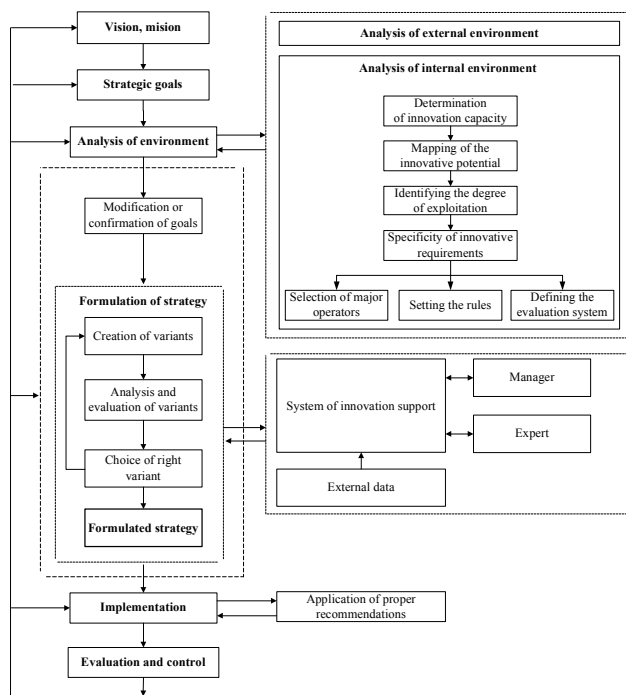 Vision, mision
Strategic goals
Analysis of environment
Modification or
confirmation of goals
Formulation of strategy
Creation of variants
Analysis and
evaluation of variants
Choice of right
variant
Formulated strategy
Implementation
Evaluation and control
Analysis of external environment
Analysis of internal environment
Determination
of innovation capacity
Mapping of the
innovative potential
Identifying the degree
of exploitation
Specificity of innovative
requirements
Selection of major
operators
Setting the rules
Defining the
evaluation system
System of innovation support
Manager
Expert
External data
Application of proper
recommendations